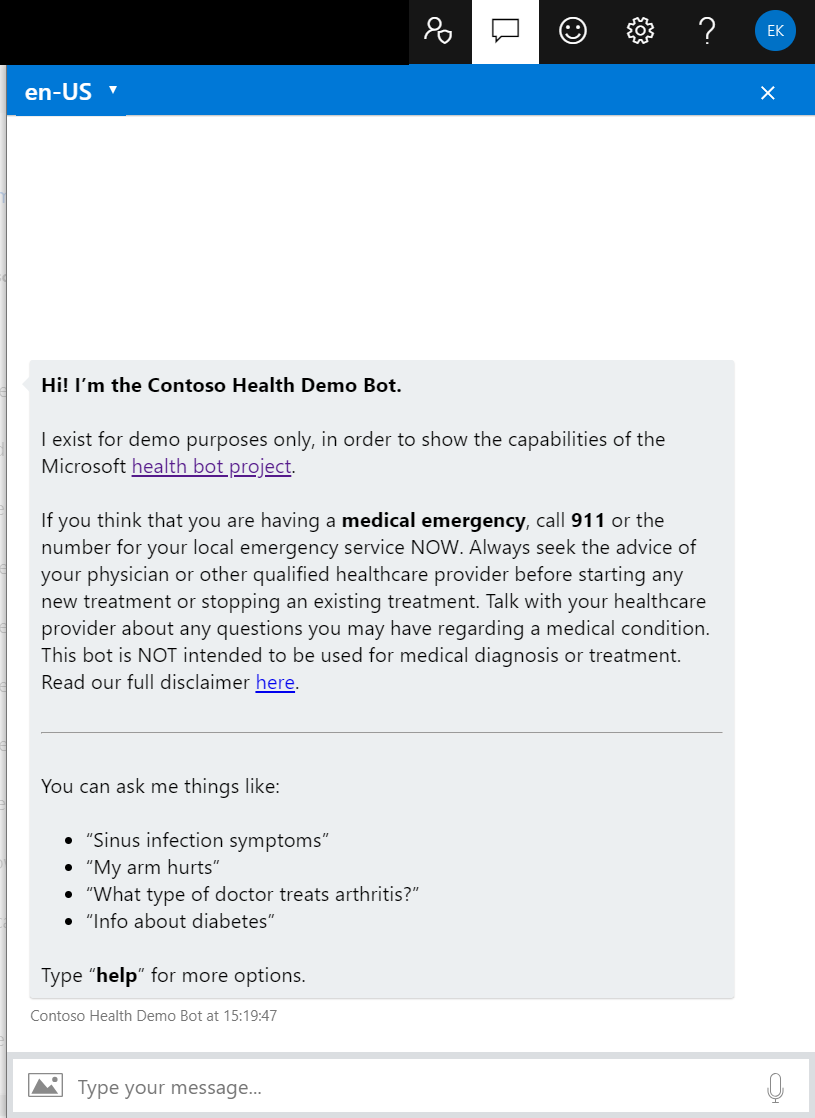 EK
en-US
Hi! I’m the Contoso Health Demo Bot.
I exist for demo purposes only, in order to show the capabilities of the
Microsoft health bot project.
If you think that you are having a medical emergency, call 911 or the
number for your local emergency service NOW. Always seek the advice of
your physician or other qualified healthcare provider before starting any
new treatment or stopping an existing treatment. Talk with your healthcare
provider about any questions you may have regarding a medical condition.
This bot is NOT intended to be used for medical diagnosis or treatment.
Read our full disclaimer here.
You can ask me things like:
“Sinus infection symptoms”
“My arm hurts”
“What type of doctor treats arthritis?”
“Info about diabetes”
Type “help” for more options.
Contoso Health Demo Bot at 15:19:47
Type your message...